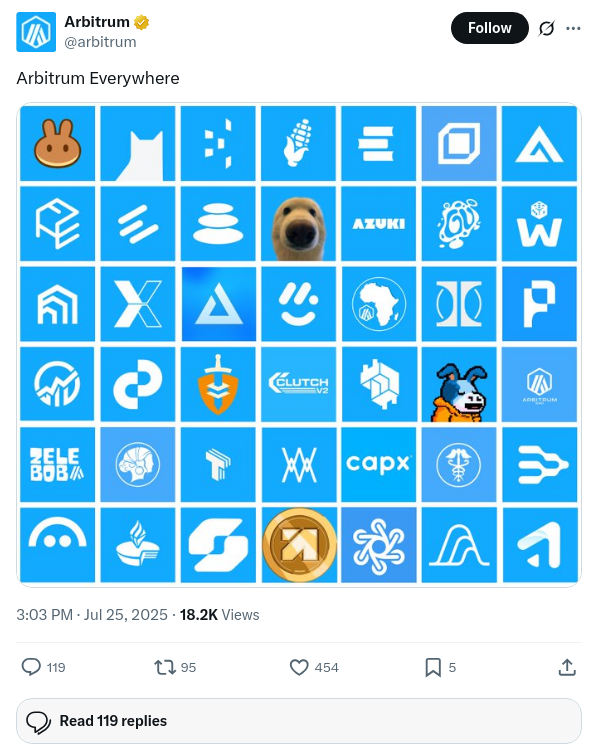 Arbitrum
@arbitrum
Follow
Arbitrum Everywhere
AZUKI
W
CLUTCH
V2
ARBITRUM
ZELE
BOB
capx
3:03 PM · Jul 25, 2025 · 18.2K Views
119
95
454
5
Read 119 replies